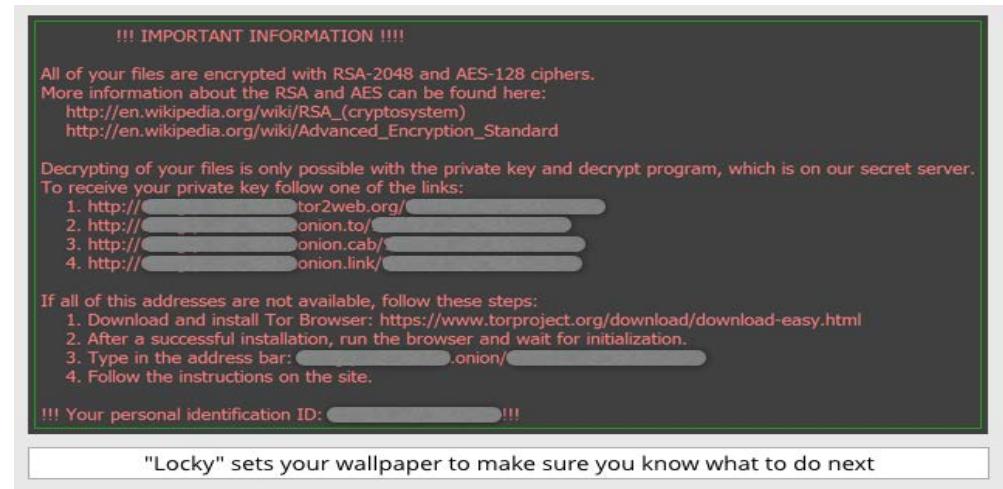 !!! IMPORTANT INFORMATION !!!!
All of your files are encrypted with RSA-2048 and AES-128 ciphers.
More information about the RSA and AES can be found here:
http://en.wikipedia.org/wiki/RSA_(cryptosystem)
http://en.wikipedia.org/wiki/Advanced_Encryption_Standard
Decrypting of your files is only possible with the private key and decrypt program, which is on our secret server.
To receive your private key follow one of the links:
1. http:// tor2web.org/
2. http:// onion.to/
3. http:// onion.cab/
4. http:// onion.link/
If all of this addresses are not available, follow these steps:
1. Download and install Tor Browser: https://www.torproject.org/download/download-easy.html
2. After a successful installation, run the browser and wait for initialization.
3. Type in the address bar: .onion/
4. Follow the instructions on the site.
!!! Your personal identification ID: !!!
"Locky" sets your wallpaper to make sure you know what to do next